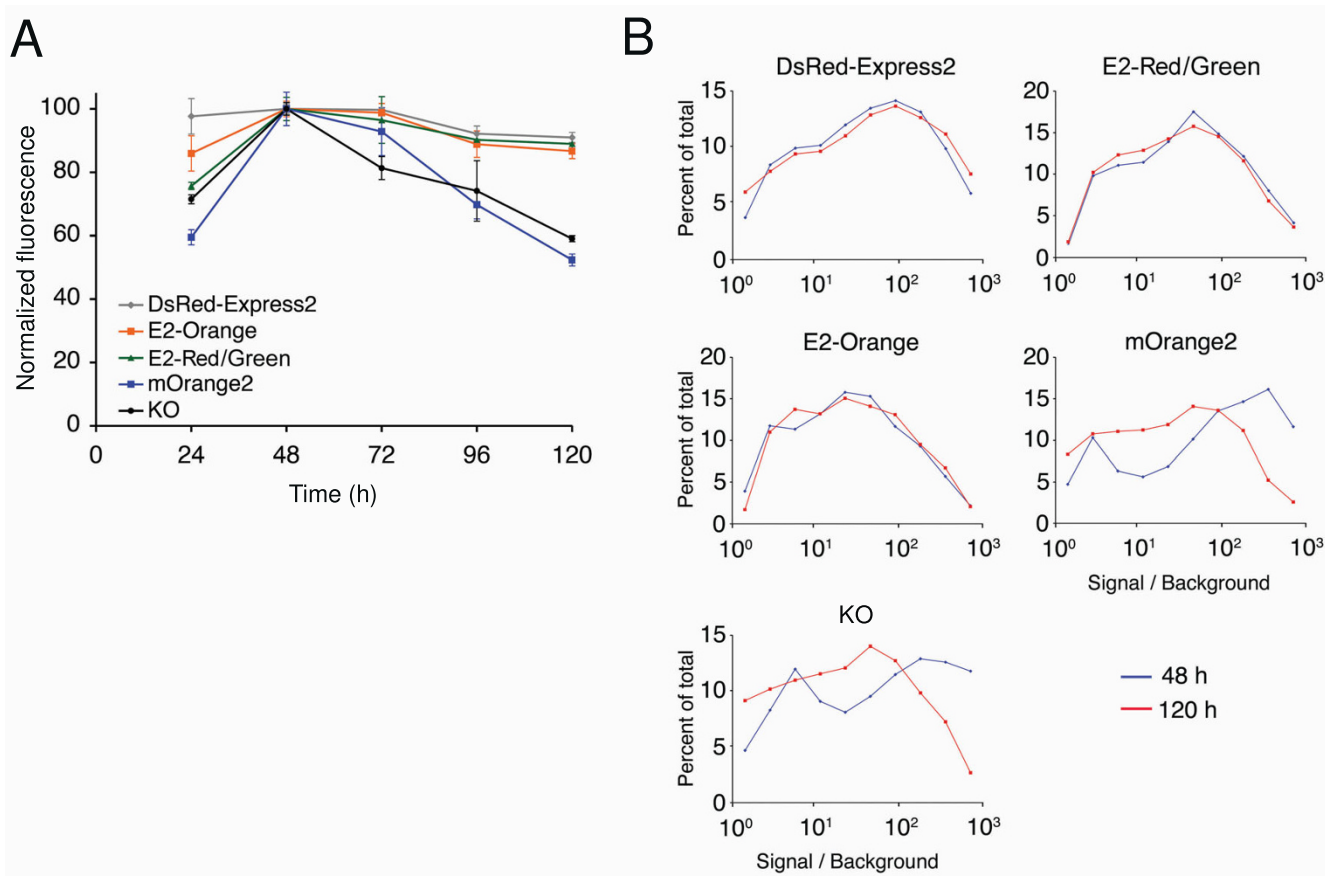 A
Normalized fluorescence
100
80
60
40
20
0
DsRed-Express2
E2-Orange
E2-Red/Green
mOrange2
KO
0 24 48 72 96 120
Time (h)
B
DsRed-Express2
Percent of total
15
10
5
0
10⁰ 10¹ 10² 10³
E2-Red/Green
20
15
10
5
0
10⁰ 10¹ 10² 10³
E2-Orange
Percent of total
20
15
10
5
0
10⁰ 10¹ 10² 10³
mOrange2
20
15
10
5
0
10⁰ 10¹ 10² 10³
Signal / Background
KO
Percent of total
15
10
5
0
10⁰ 10¹ 10² 10³
Signal / Background
48 h
120 h